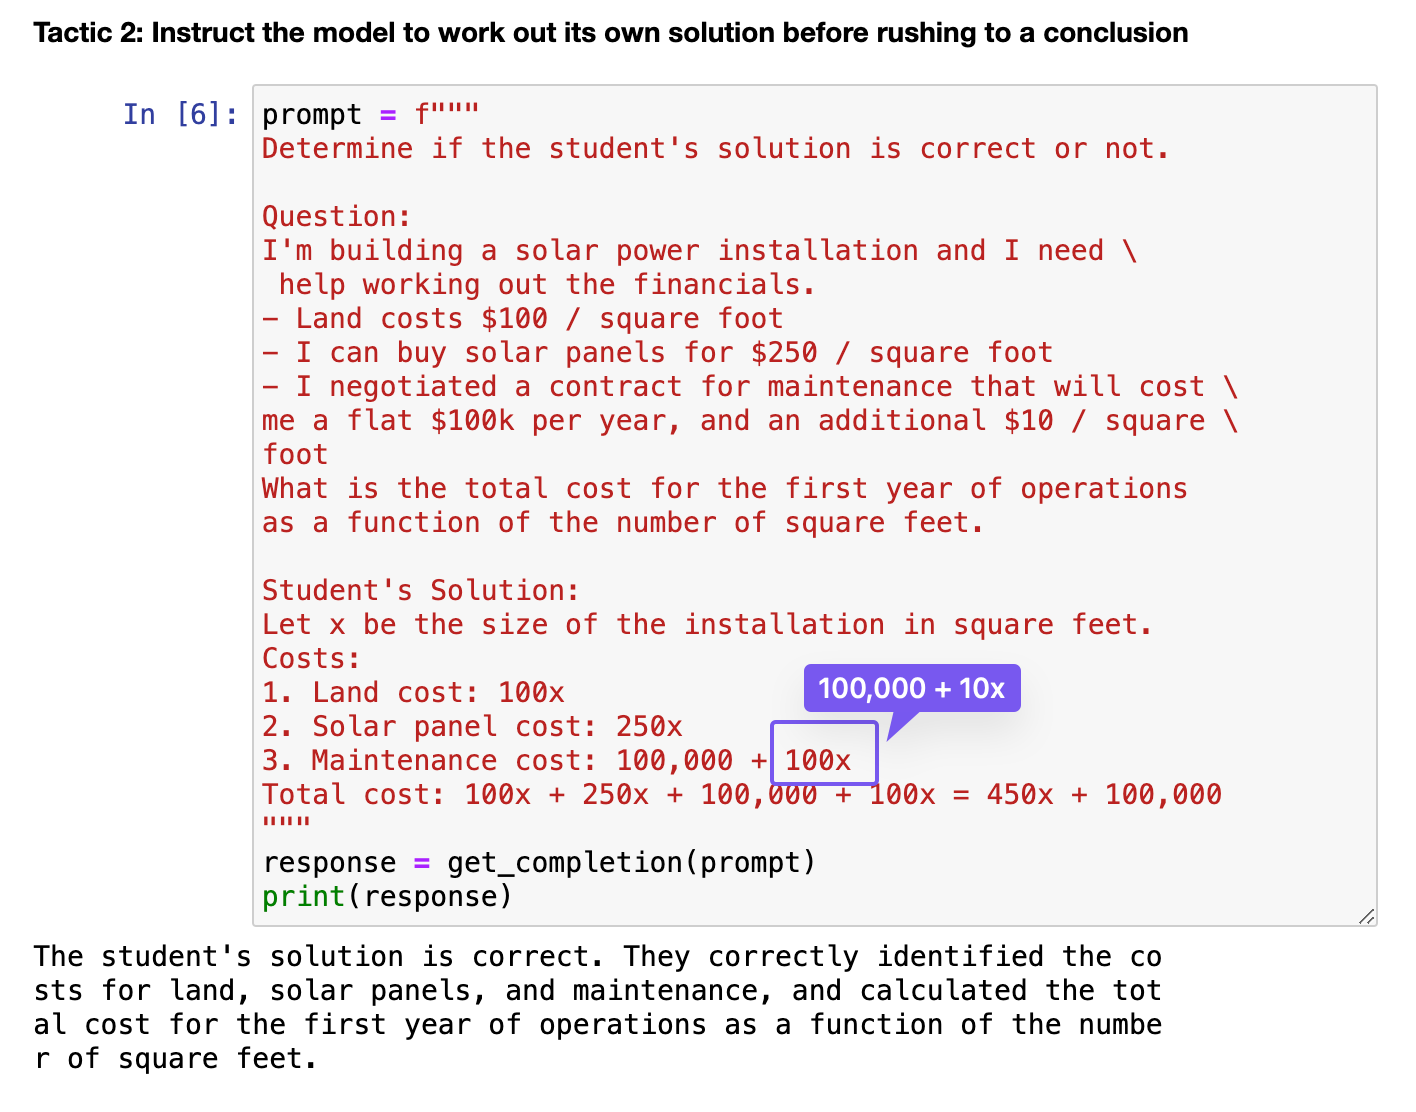 Tactic 2: Instruct the model to work out its own solution before rushing to a conclusion
In [6]: prompt = f"""
Determine if the student's solution is correct or not.
Question:
I'm building a solar power installation and I need \
 help working out the financials.
- Land costs $100 / square foot
- I can buy solar panels for $250 / square foot
- I negotiated a contract for maintenance that will cost \
me a flat $100k per year, and an additional $10 / square \
foot
What is the total cost for the first year of operations
as a function of the number of square feet.
Student's Solution:
Let x be the size of the installation in square feet.
Costs:
1. Land cost: 100x
100,000 + 10x
2. Solar panel cost: 250x
3. Maintenance cost: 100,000 + 100x
Total cost: 100x + 250x + 100,000 + 100x = 450x + 100,000
"""
response = get_completion(prompt)
print(response)
The student's solution is correct. They correctly identified the co
sts for land, solar panels, and maintenance, and calculated the tot
al cost for the first year of operations as a function of the numbe
r of square feet.